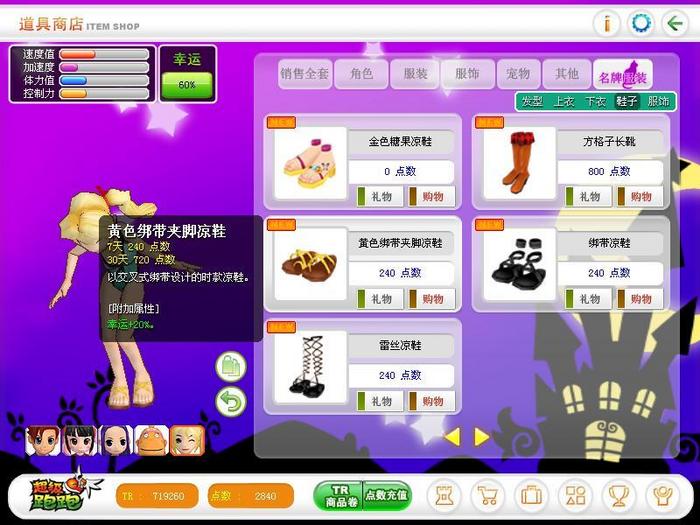 道具商店 ITEM SHOP
速度值
加速度
体力值
控制力
幸运
60%
销售全套 角色 服装 服饰 宠物 其他 名牌服装
发型 上衣 下衣 鞋子 服饰
NEW
金色糖果凉鞋
0 点数
礼物 购物
NEW
方格子长靴
800 点数
礼物 购物
NEW
黄色绑带夹脚凉鞋
240 点数
礼物 购物
NEW
绑带凉鞋
240 点数
礼物 购物
NEW
蕾丝凉鞋
240 点数
礼物 购物
黄色绑带夹脚凉鞋
7天 240 点数
30天 720 点数
以交叉式绑带设计的时款凉鞋。
[附加属性]
幸运+20%。
超级跑跑
TR : 719260
点数 : 2840
TR
商品卷
点数充值